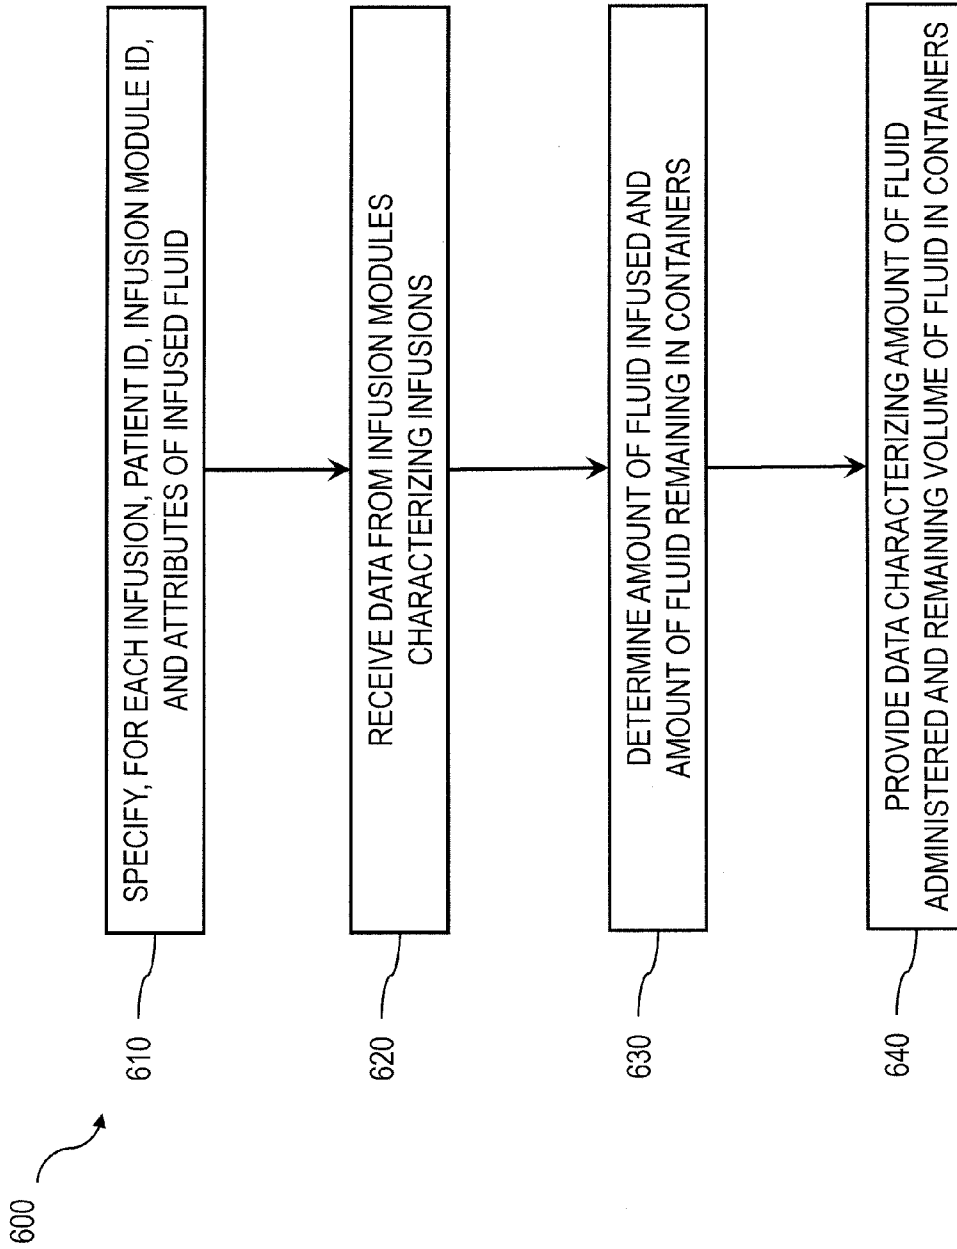 600
610
SPECIFY, FOR EACH INFUSION, PATIENT ID, INFUSION MODULE ID,
AND ATTRIBUTES OF INFUSED FLUID
620
RECEIVE DATA FROM INFUSION MODULES
CHARACTERIZING INFUSIONS
630
DETERMINE AMOUNT OF FLUID INFUSED AND
AMOUNT OF FLUID REMAINING IN CONTAINERS
640
PROVIDE DATA CHARACTERIZING AMOUNT OF FLUID
ADMINISTERED AND REMAINING VOLUME OF FLUID IN CONTAINERS